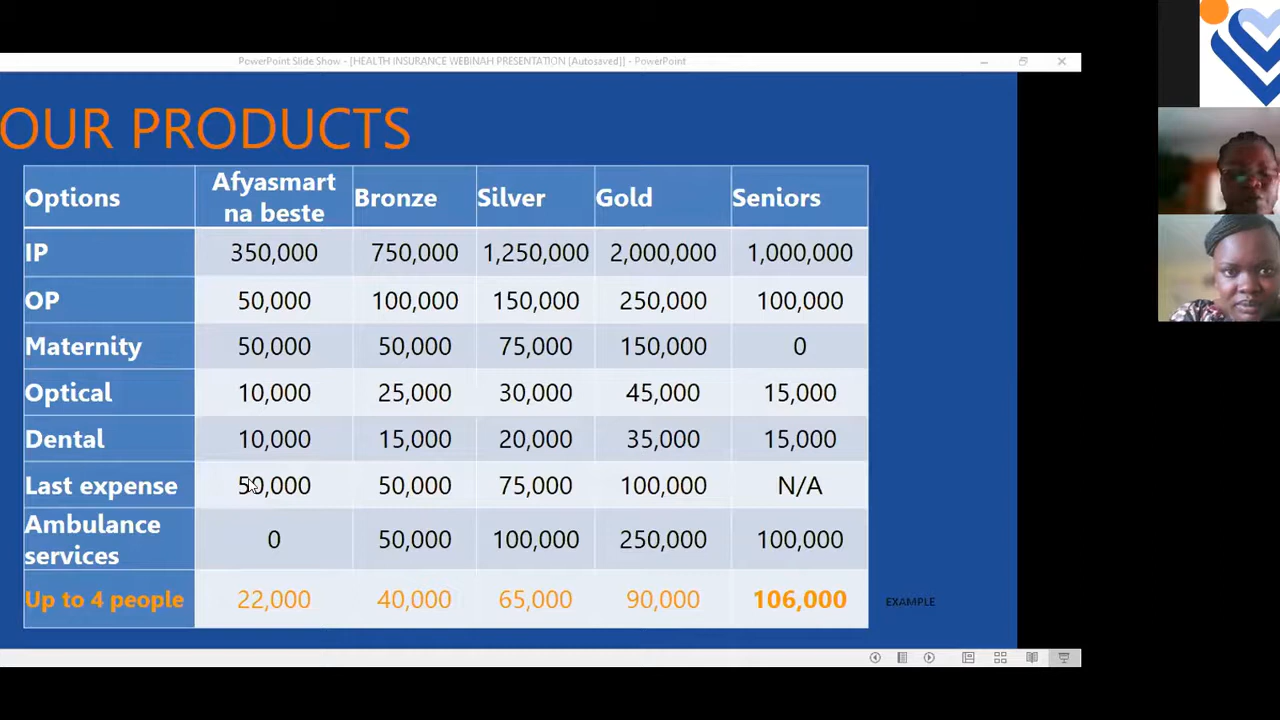 PowerPoint Slide Show - [HEALTH INSURANCE WEBINAH PRESENTATION [Autosaved]] - PowerPoint
OUR PRODUCTS
Options Afyasmart na beste Bronze Silver Gold Seniors
IP 350,000 750,000 1,250,000 2,000,000 1,000,000
OP 50,000 100,000 150,000 250,000 100,000
Maternity 50,000 50,000 75,000 150,000 0
Optical 10,000 25,000 30,000 45,000 15,000
Dental 10,000 15,000 20,000 35,000 15,000
Last expense 50,000 50,000 75,000 100,000 N/A
Ambulance services 0 50,000 100,000 250,000 100,000
Up to 4 people 22,000 40,000 65,000 90,000 106,000
EXAMPLE